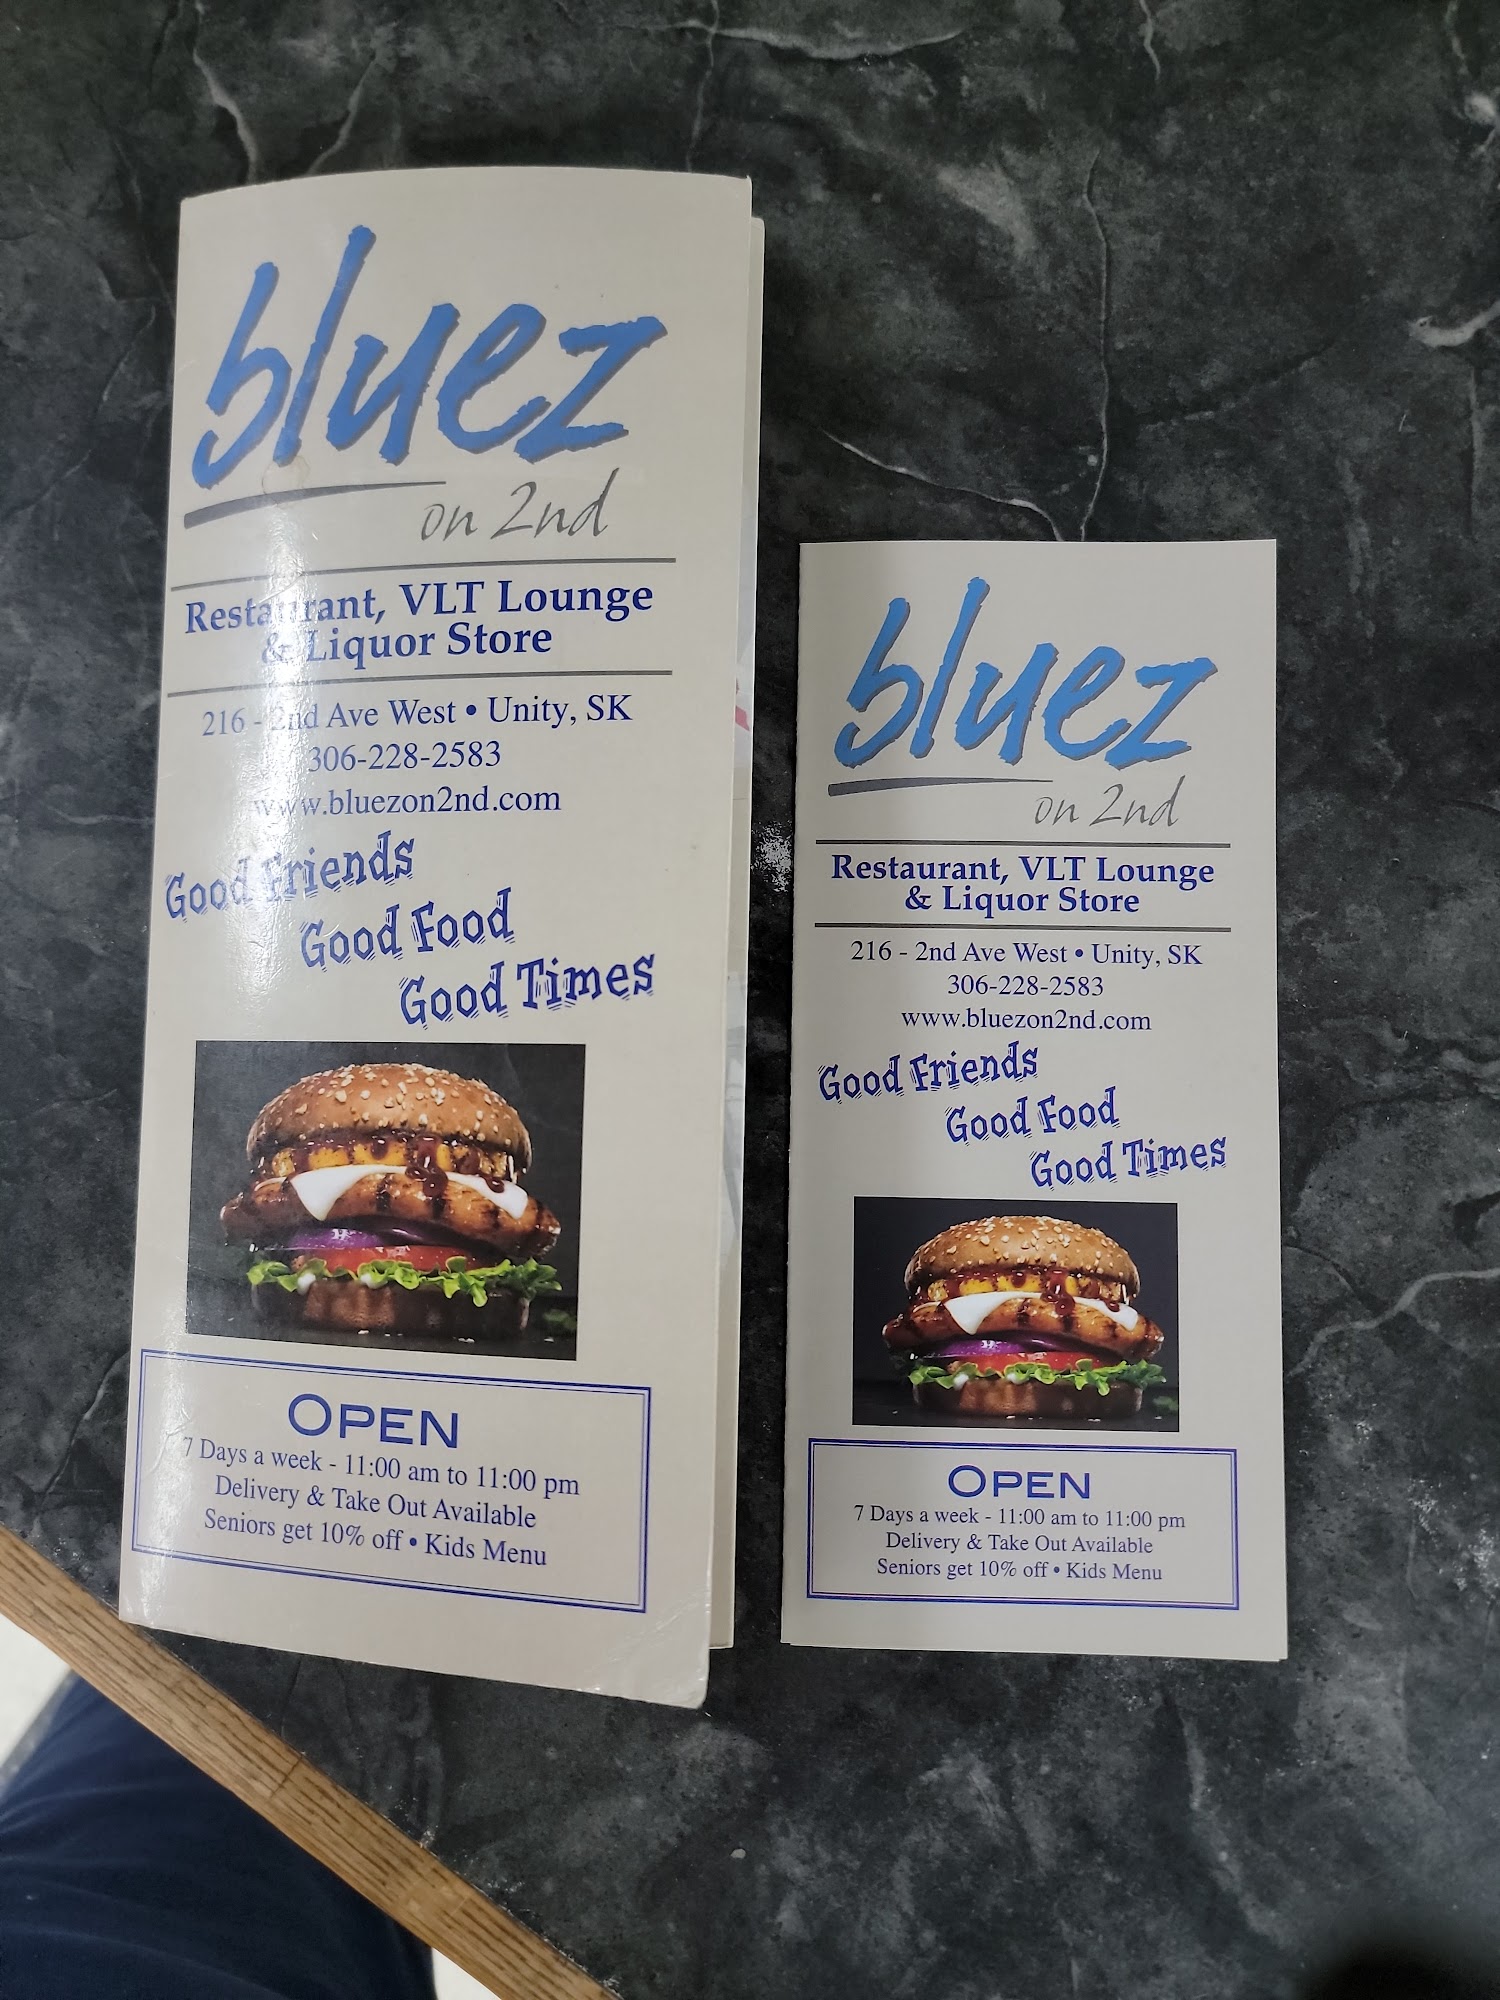 bluez
on 2nd
Restaurant, VLT Lounge
& Liquor Store
216 - 2nd Ave West • Unity, SK
306-228-2583
www.bluezon2nd.com
Good Friends
Good Food
Good Times
OPEN
7 Days a week - 11:00 am to 11:00 pm
Delivery & Take Out Available
Seniors get 10% off • Kids Menu
bluez
on 2nd
Restaurant, VLT Lounge
& Liquor Store
216 - 2nd Ave West • Unity, SK
306-228-2583
www.bluezon2nd.com
Good Friends
Good Food
Good Times
OPEN
7 Days a week - 11:00 am to 11:00 pm
Delivery & Take Out Available
Seniors get 10% off • Kids Menu